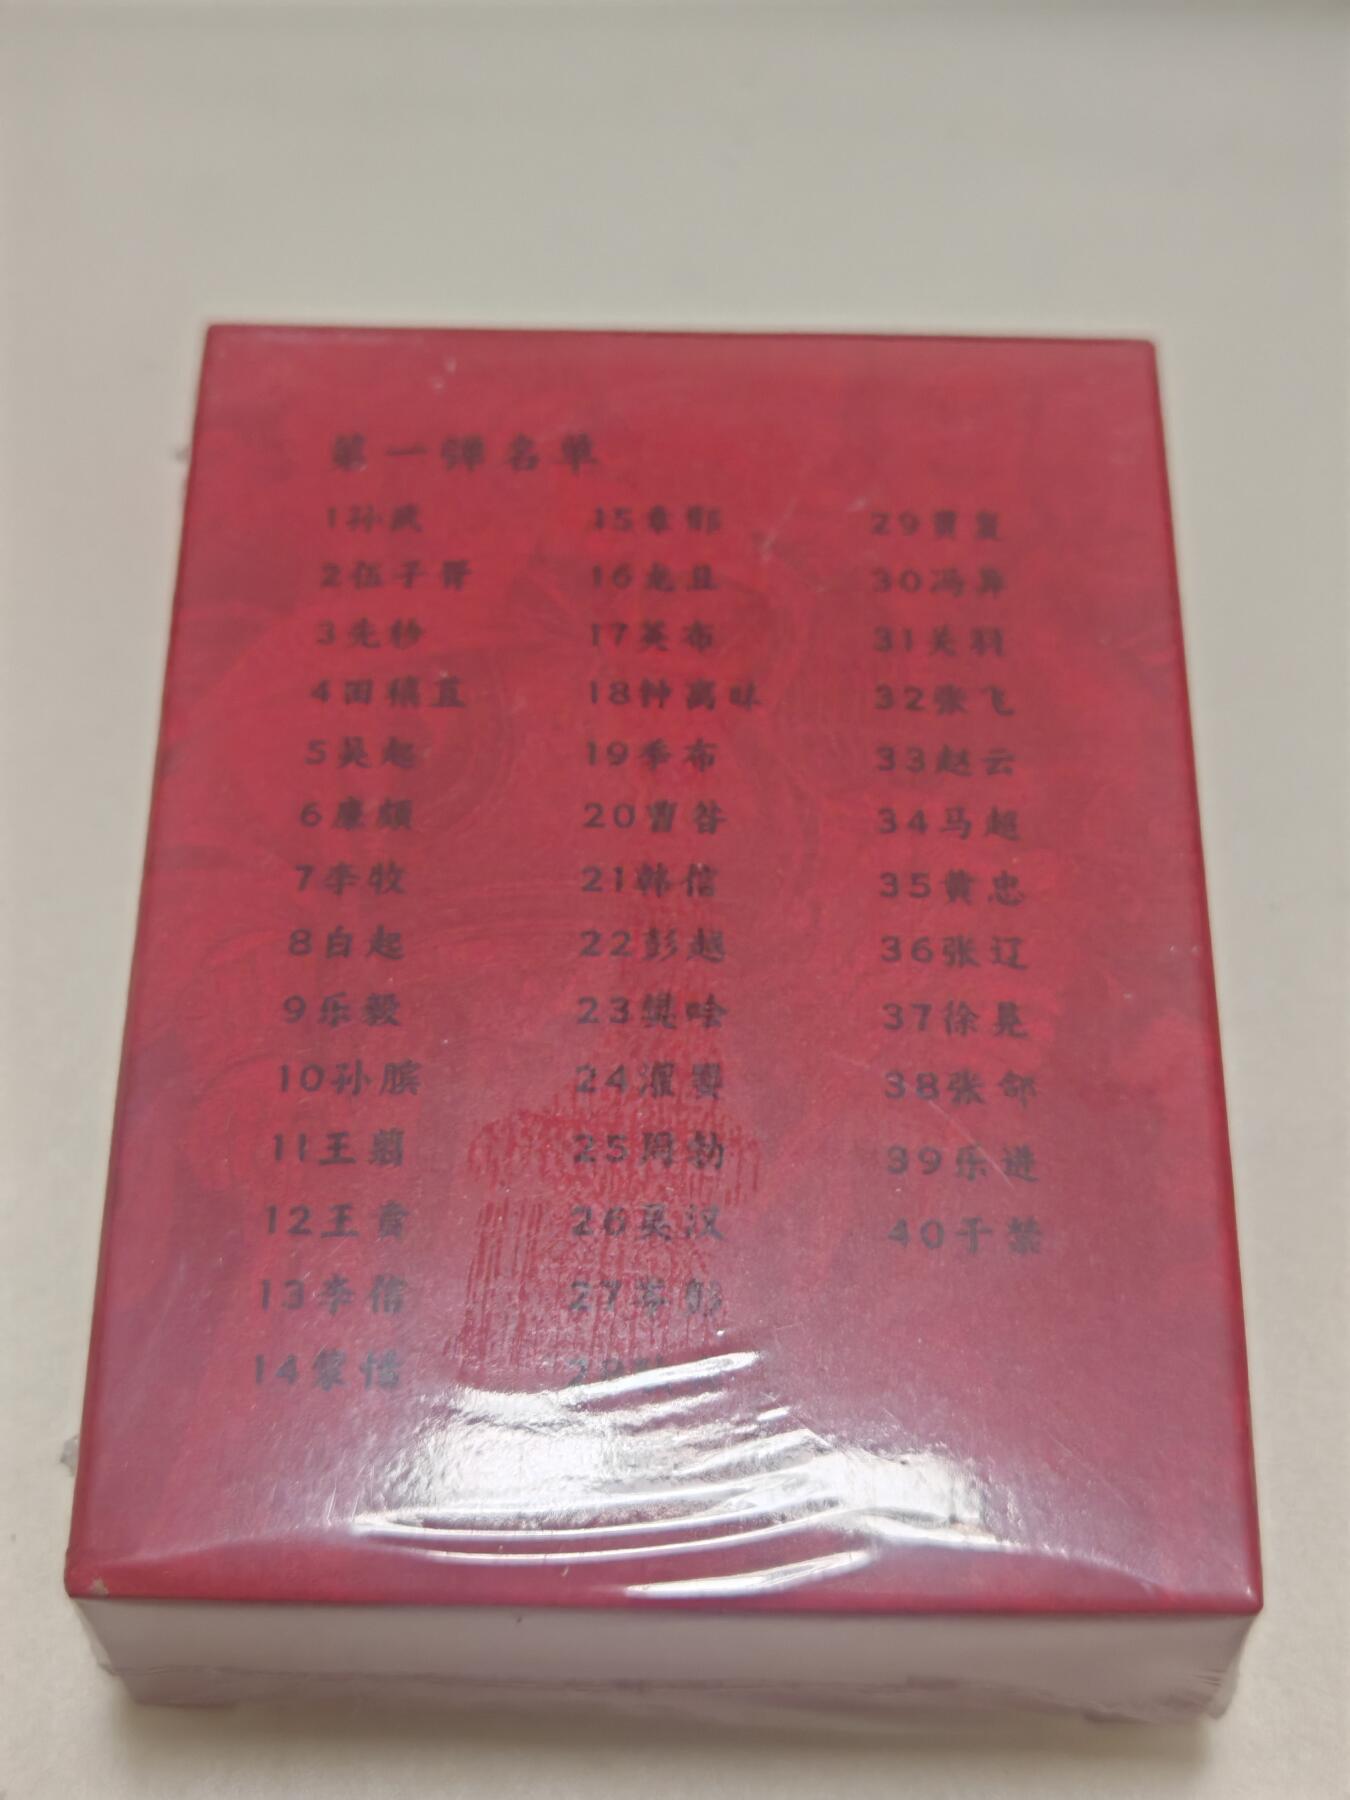 第一弹名单
1孙武
2伍子胥
3先轸
4田穰苴
5吴起
6廉颇
7李牧
8白起
9乐毅
10孙膑
11王翦
12王贲
13李信
14蒙恬
15章邯
16龙且
17英布
18钟离昧
19季布
20曹咎
21韩信
22彭越
23樊哙
24灌婴
25周勃
26吴汉
27岑彭
28
29贾复
30冯异
31关羽
32张飞
33赵云
34马超
35黄忠
36张辽
37徐晃
38张郃
39乐进
40于禁